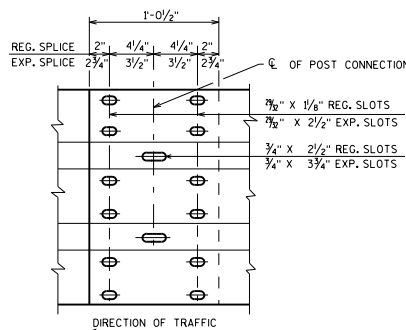 1'-0½"
REG. SPLICE 2" 4¼" 4¼" 2"
EXP. SPLICE 2¾" 3½" 3½" 2¾"
℄ OF POST CONNECTION
29/32" X 1⅛" REG. SLOTS
29/32" X 2½" EXP. SLOTS
¾" X 2½" REG. SLOTS
¾" X 3¾" EXP. SLOTS
DIRECTION OF TRAFFIC